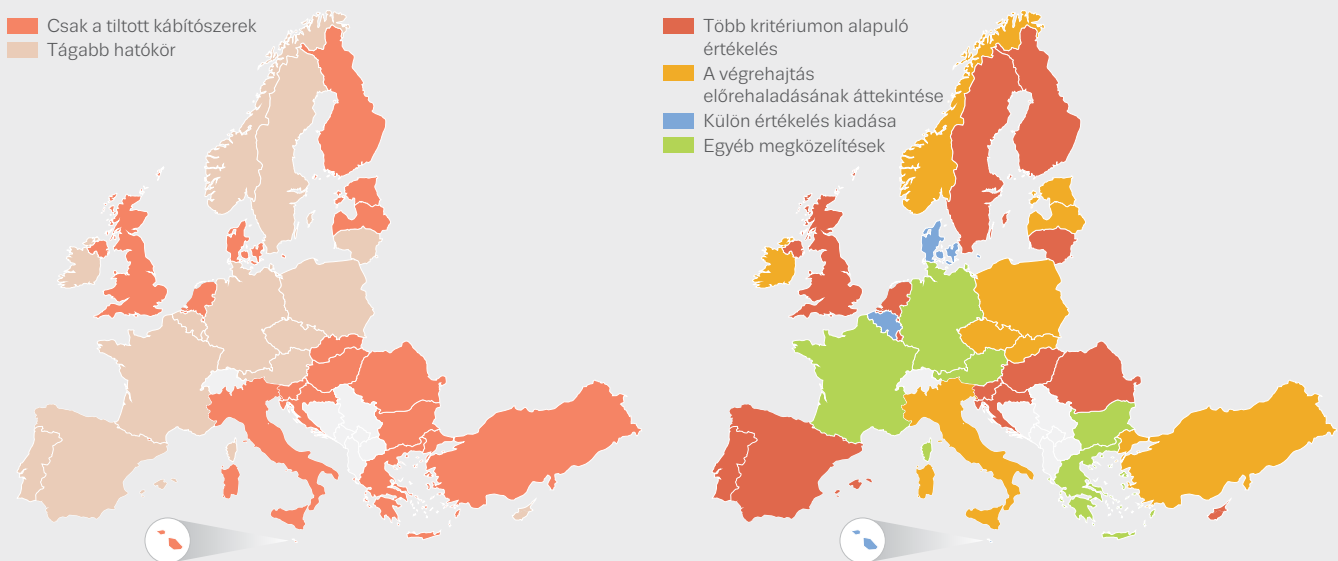 Csak a tiltott kábítószerek
Tágabb hatókör
Több kritériumon alapuló
értékelés
A végrehajtás
előrehaladásának áttekintése
Külön értékelés kiadása
Egyéb megközelítések